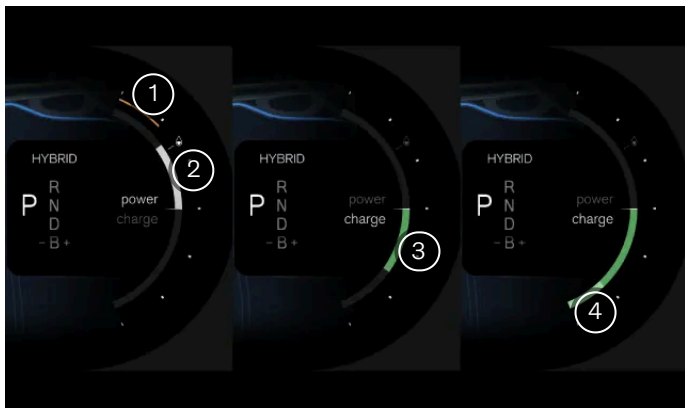 1
2
HYBRID
P
R
N
D
- B +
power
charge
HYBRID
P
R
N
D
- B +
power
charge
3
HYBRID
P
R
N
D
- B +
power
charge
4